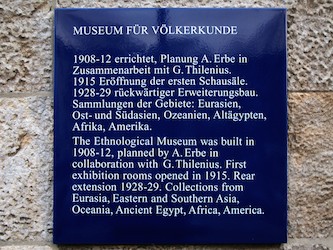 MUSEUM FÜR VÖLKERKUNDE
1908-12 errichtet, Planung A. Erbe in
Zusammenarbeit mit G. Thilenius.
1915 Eröffnung der ersten Schausäle.
1928-29 rückwärtiger Erweiterungsbau.
Sammlungen der Gebiete: Eurasien,
Ost- und Südasien, Ozeanien, Altägypten,
Afrika, Amerika.
The Ethnological Museum was built in
1908-12, planned by A. Erbe in
collaboration with G. Thilenius. First
exhibition rooms opened in 1915. Rear
extension 1928-29. Collections from
Eurasia, Eastern and Southern Asia,
Oceania, Ancient Egypt, Africa, America.